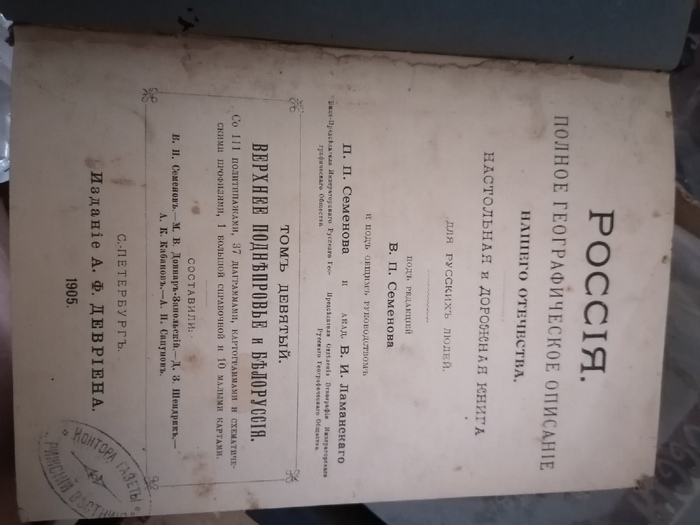 РОССІЯ.
ПОЛНОЕ ГЕОГРАФИЧЕСКОЕ ОПИСАНІЕ
НАШЕГО ОТЕЧЕСТВА.
НАСТОЛЬНАЯ И ДОРОЖНАЯ КНИГА
ДЛЯ РУССКИХЪ ЛЮДЕЙ.
ПОДЪ РЕДАКЦІЕЙ
В. П. Семенова
И ПОДЪ ОБЩИМЪ РУКОВОДСТВОМЪ
П. П. Семенова И АКАД. В. И. Ламанскаго
Вице-Предсѣдателя Императорскаго Русскаго Гео-
графическаго Общества.
Предсѣдателя Отдѣленія Этнографіи Императорскаго
Русскаго Географическаго Общества.
ТОМЪ ДЕВЯТЫЙ.
ВЕРХНЕЕ ПОДНѢПРОВЬЕ И БѢЛОРУССІЯ.
Со 111 ПОЛИТИПАЖАМИ, 37 ДІАГРАММАМИ, КАРТОГРАММАМИ И СХЕМАТИЧЕ-
СКИМИ ПРОФИЛЯМИ, 1 БОЛЬШОЙ СПРАВОЧНОЙ И 10 МАЛЫМИ КАРТАМИ.
СОСТАВИЛИ:
В. П. Семеновъ.—М. В. Довнаръ-Запольскій.—Д. З. Шендрикъ.—
А. К. Кабановъ.—А. П. Сапуновъ.
С.-ПЕТЕРБУРГЪ.
Изданіе А. Ф. ДЕВРІЕНА.
1905.
КОНТОРА ГАЗЕТЫ
РИЖСКІЙ ВѢСТНИКЪ